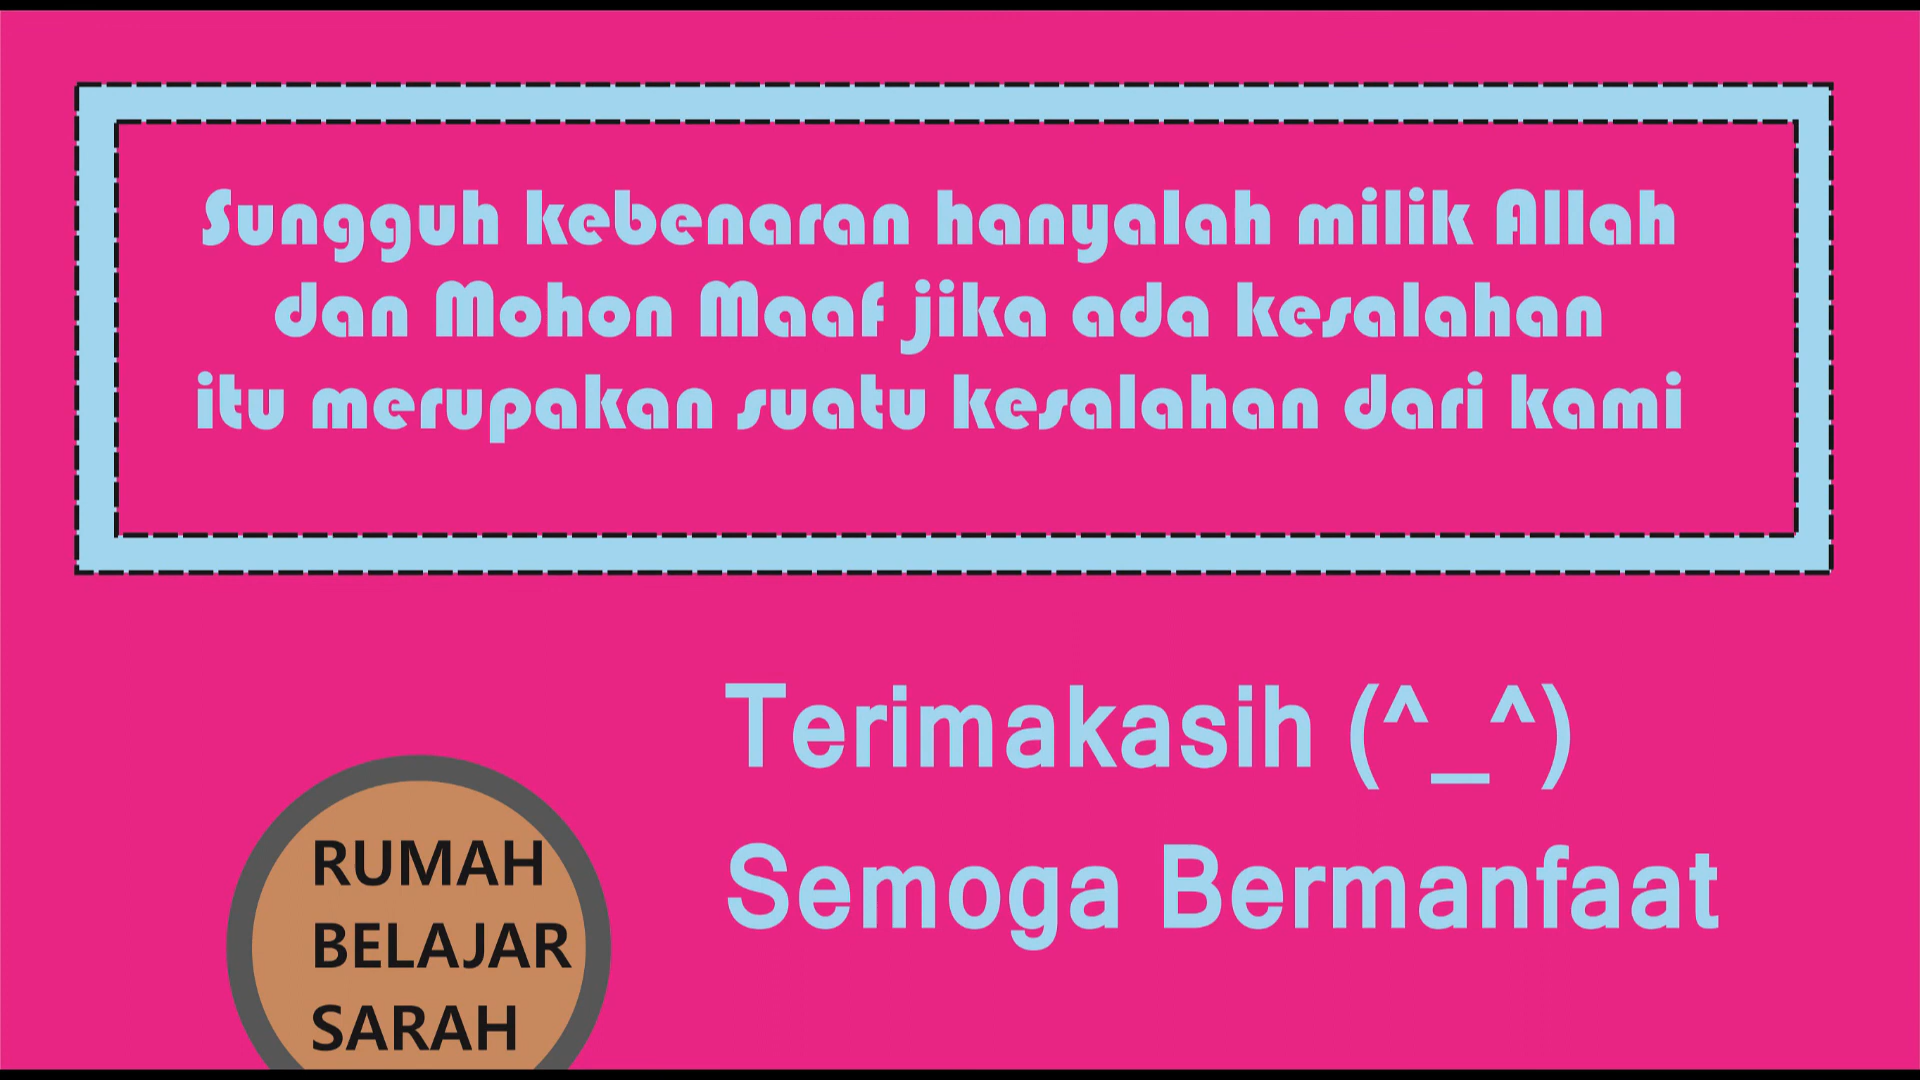 Sungguh kebenaran hanyalah milik Allah
dan Mohon Maaf jika ada kesalahan
itu merupakan suatu kesalahan dari kami
Terimakasih (^_^)
Semoga Bermanfaat
RUMAH
BELAJAR
SARAH